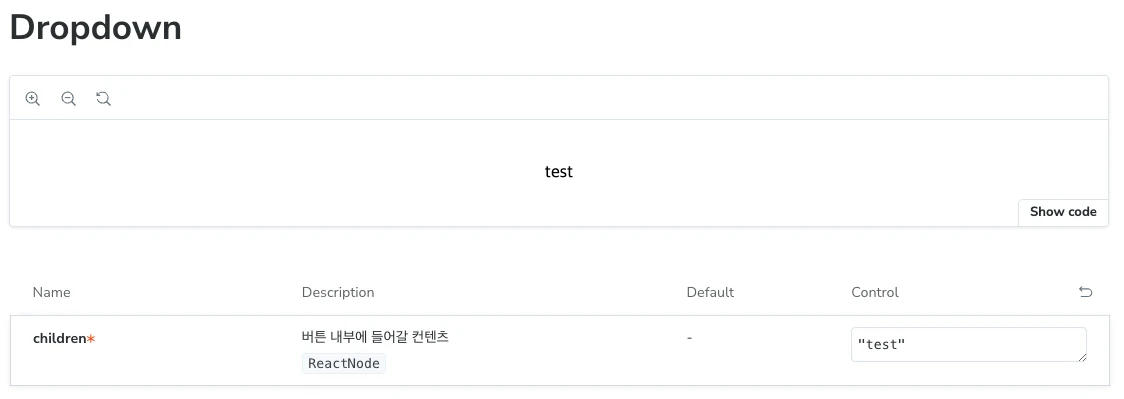 Dropdown
test
Show code
Name Description Default Control
children* 버튼 내부에 들어갈 컨텐츠 - "test"
ReactNode